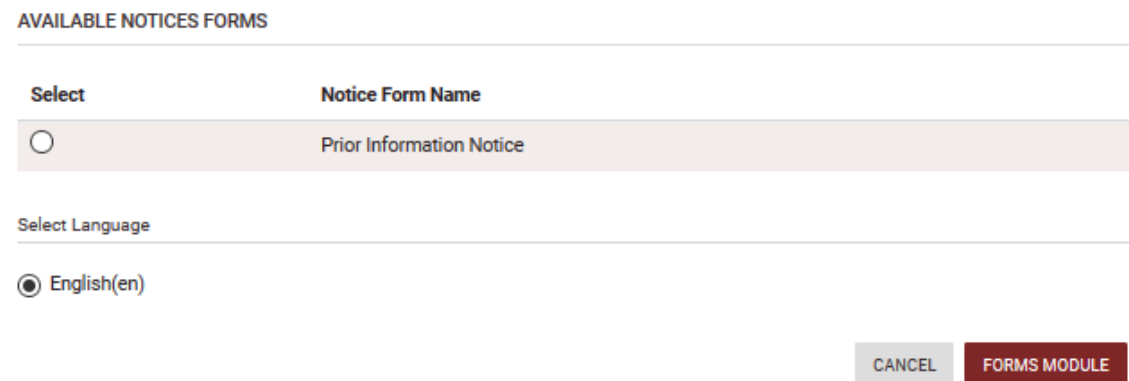 AVAILABLE NOTICES FORMS
Select Notice Form Name
Prior Information Notice
Select Language
English(en)
CANCEL FORMS MODULE